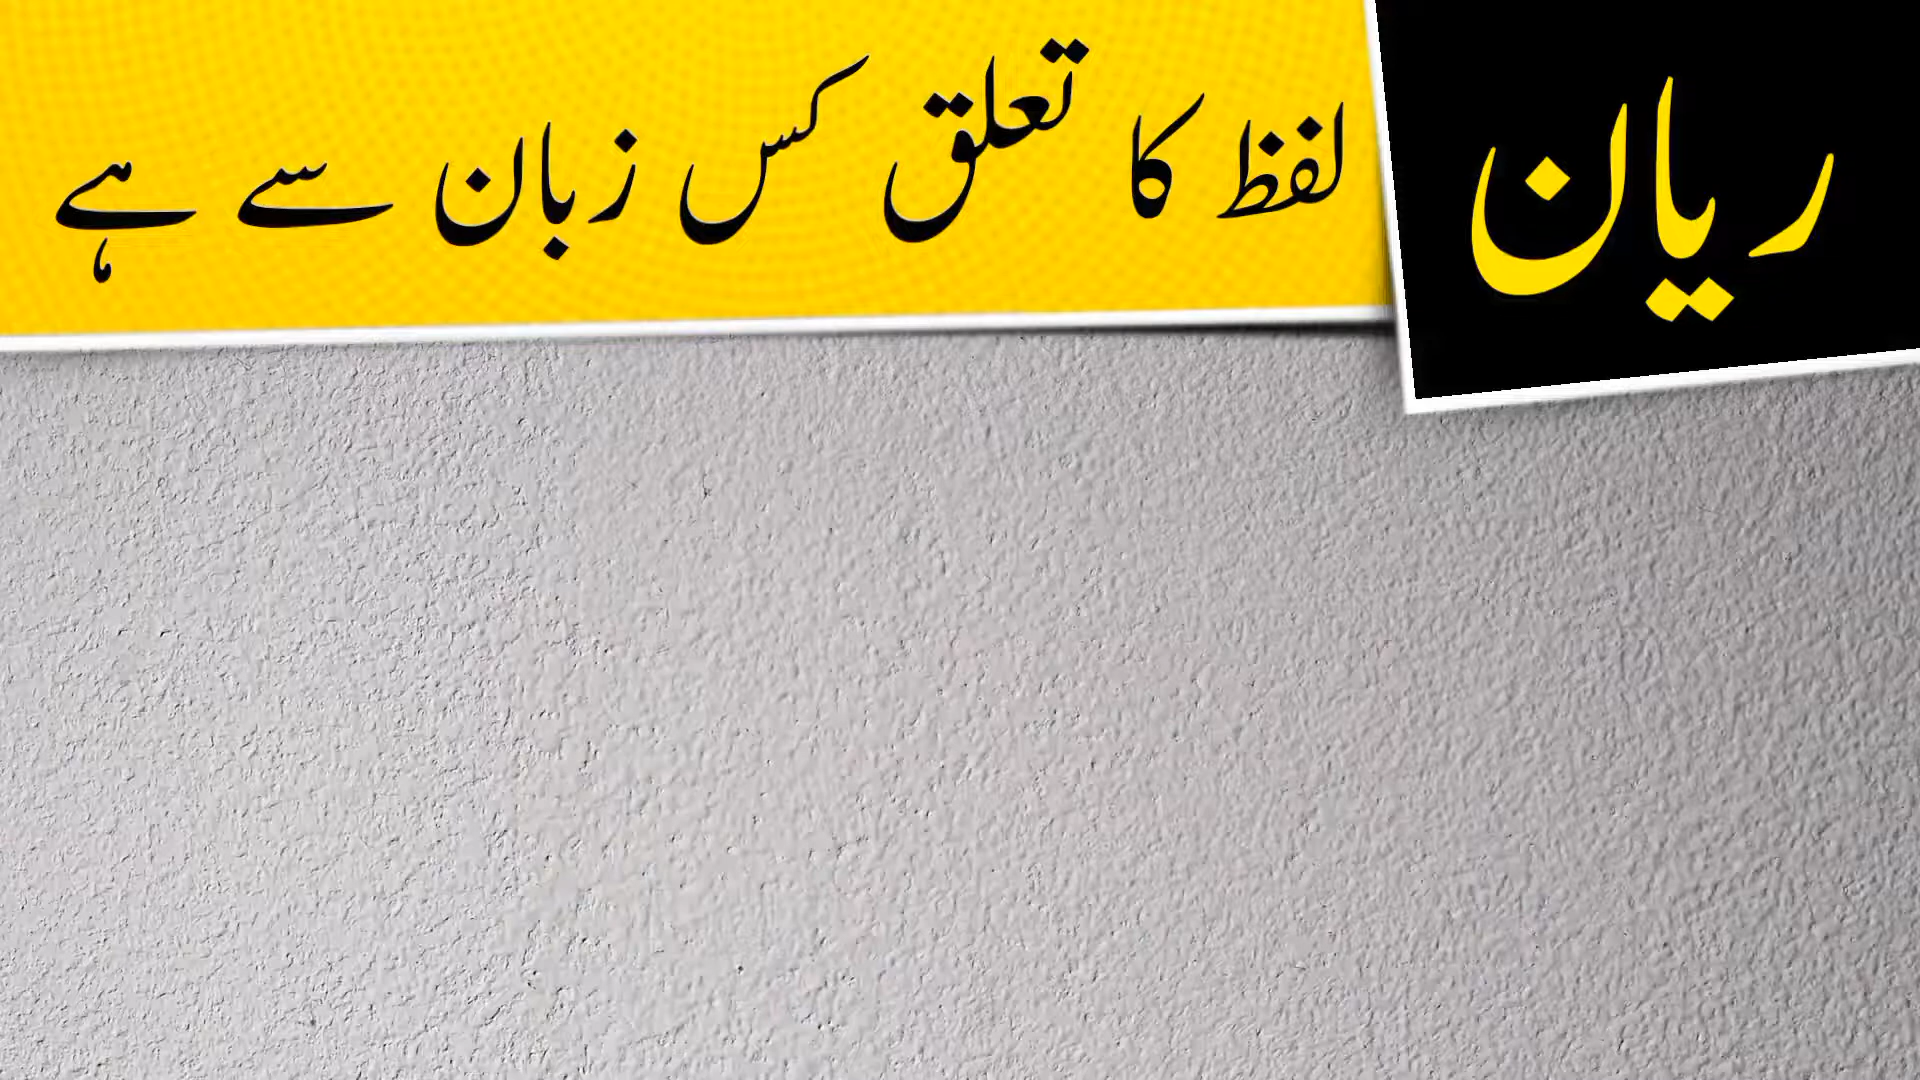 ریان
لفظ کا تعلق کس زبان سے ہے